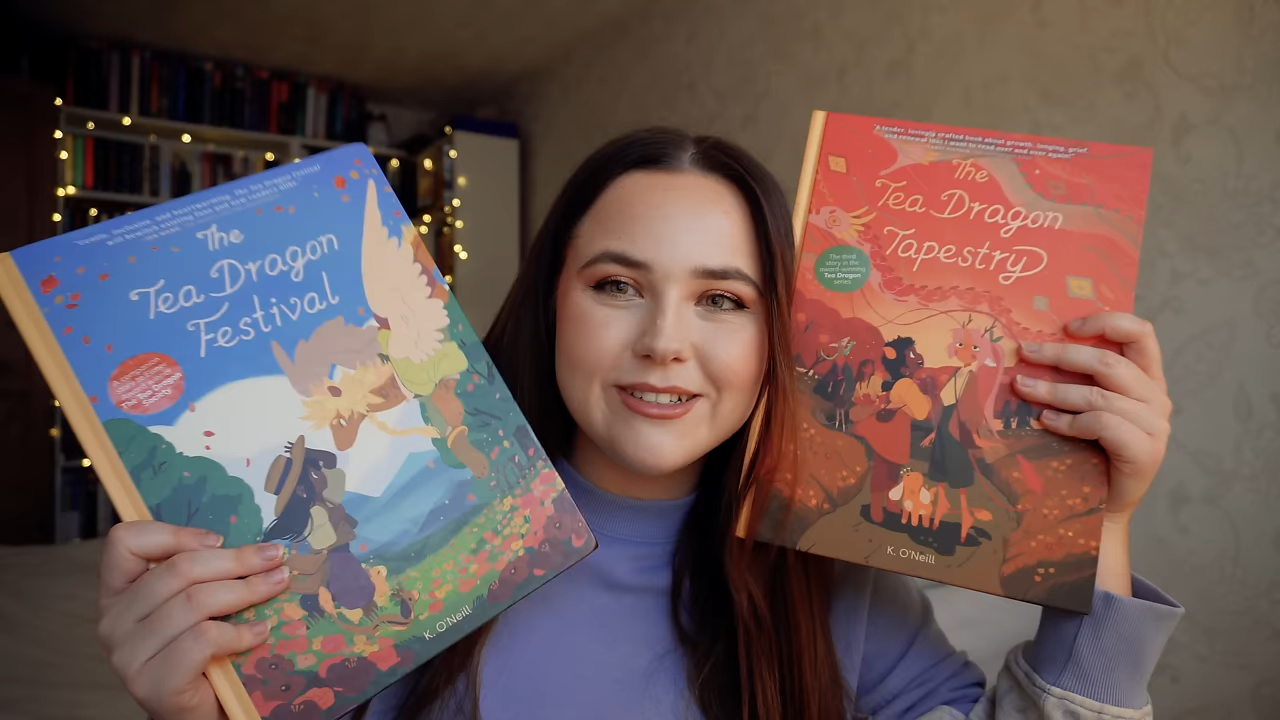 The
Tea Dragon
Festival
K. O'Neill
"A tender, lovingly crafted book about growth, longing, grief,
and renewal that I want to read over and over again!"
The
Tea Dragon
Tapestry
The third
story in the
award-winning
Tea Dragon
series
K. O'Neill